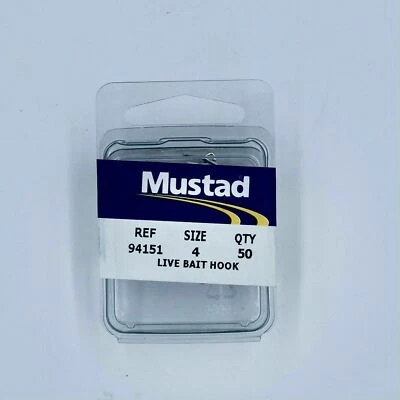 Mustad
REF SIZE QTY
94151 4 50
LIVE BAIT HOOK